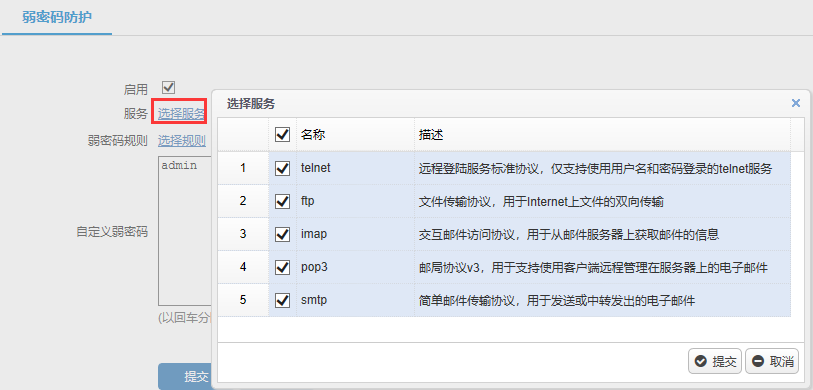 弱密码防护
启用
服务 选择服务
弱密码规则 选择规则
自定义弱密码
admin
(以回车分
提交
选择服务
名称 描述
1 telnet 远程登陆服务标准协议，仅支持使用用户名和密码登录的telnet服务
2 ftp 文件传输协议，用于Internet上文件的双向传输
3 imap 交互邮件访问协议，用于从邮件服务器上获取邮件的信息
4 pop3 邮局协议v3，用于支持使用客户端远程管理在服务器上的电子邮件
5 smtp 简单邮件传输协议，用于发送或中转发出的电子邮件
提交 取消